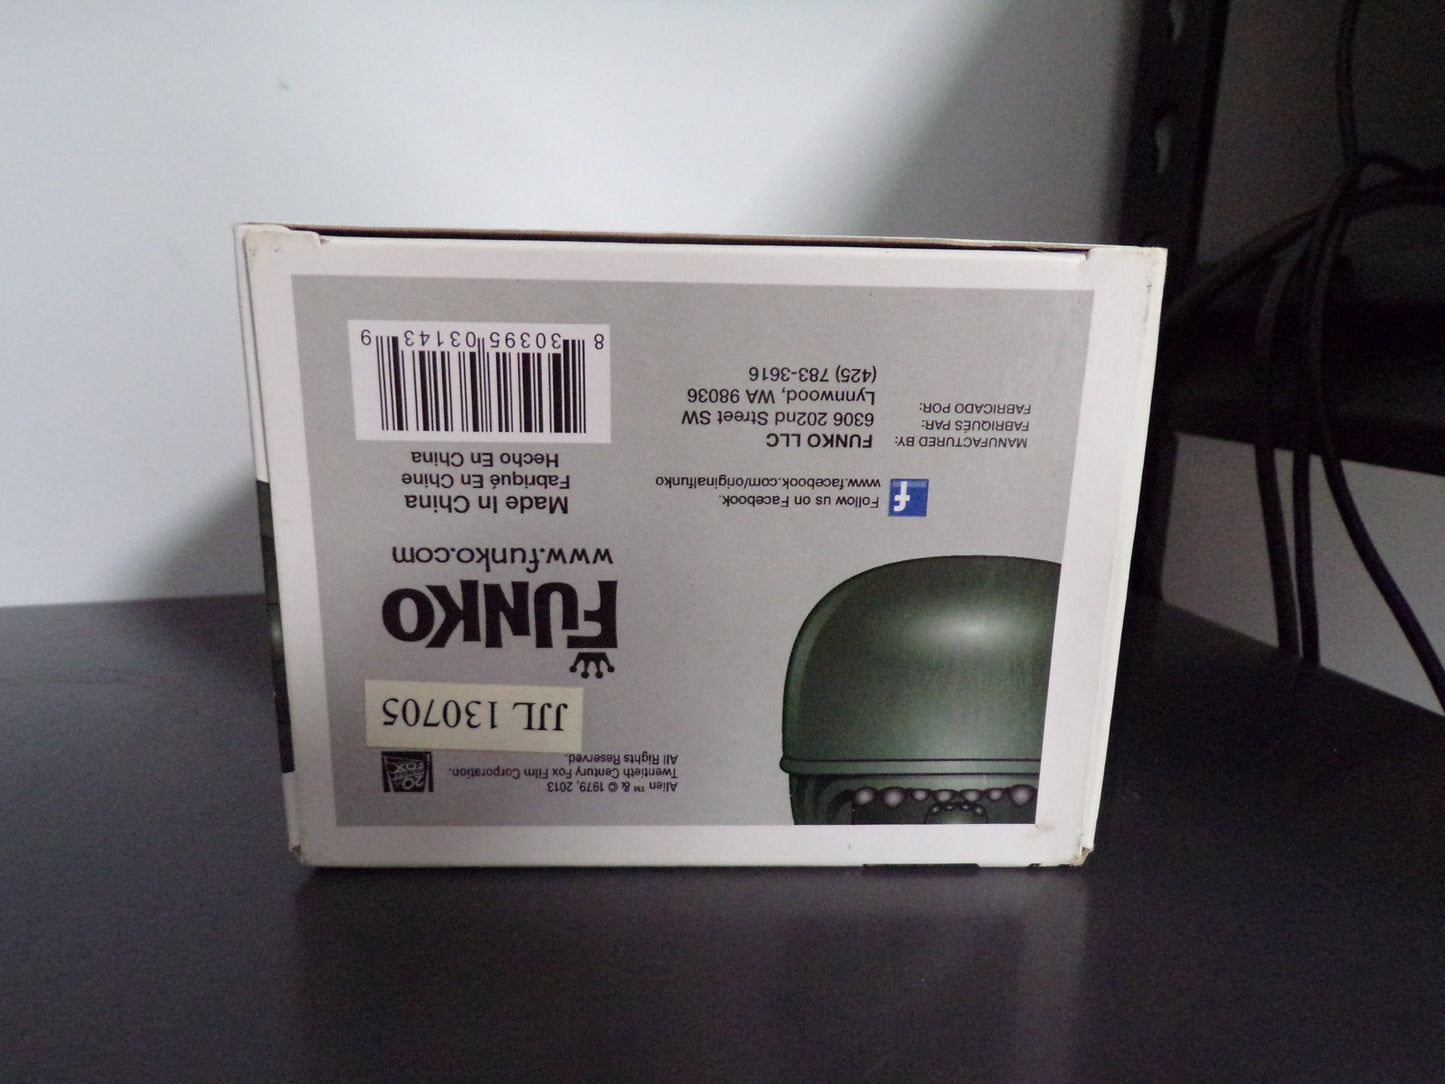 Alien ™ & © 1979, 2013
Twentieth Century Fox Film Corporation.
All Rights Reserved.
20
CENTURY
FOX
JJL 130705
FUNKO
www.funko.com
Made In China
Fabriqué En Chine
Hecho En China
8 30395 03143 9
Follow us on Facebook.
www.facebook.com/originalfunko
f
MANUFACTURED BY:
FABRIQUÉS PAR:
FABRICADO POR:
FUNKO LLC
6306 202nd Street SW
Lynnwood, WA 98036
(425) 783-3616